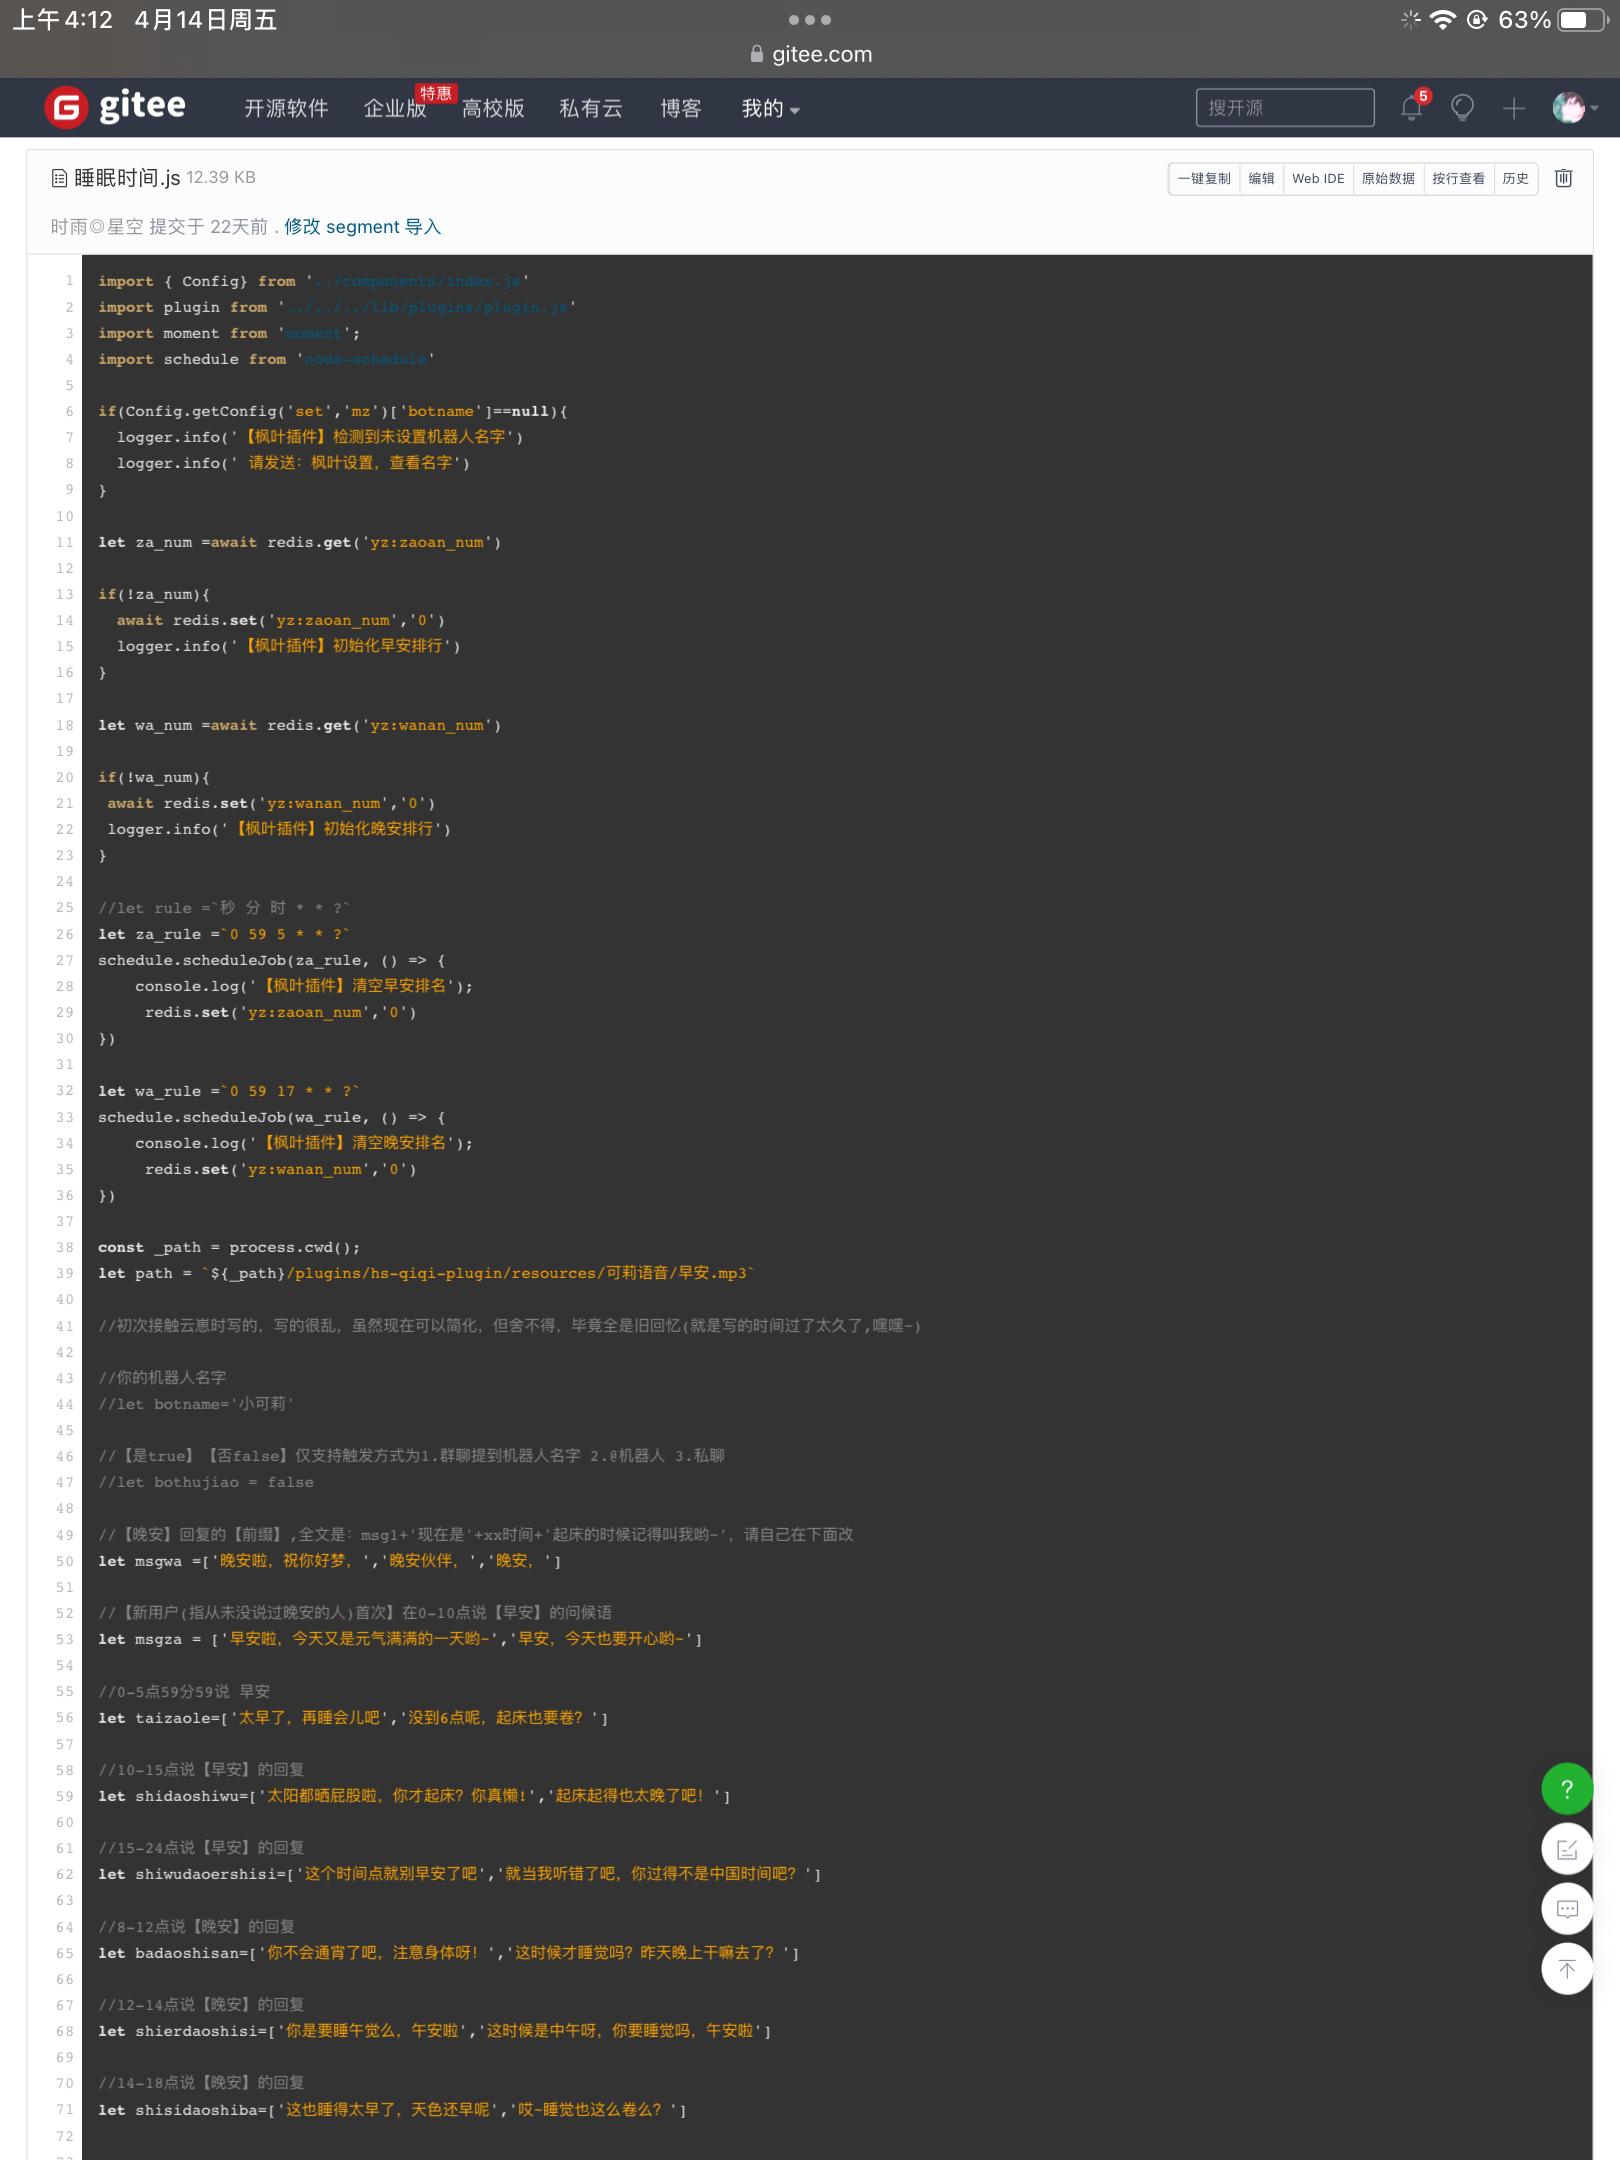 上午4:12 4月14日周五
63%
gitee.com
gitee 开源软件 企业版 特惠 高校版 私有云 博客 我的 搜开源 5
睡眠时间.js 12.39 KB 一键复制 编辑 Web IDE 原始数据 按行查看 历史
时雨◎星空 提交于 22天前 . 修改 segment 导入
1 import { Config} from '../components/index.js'
2 import plugin from '../../../lib/plugins/plugin.js'
3 import moment from 'moment';
4 import schedule from 'node-schedule'
5
6 if(Config.getConfig('set','mz')['botname']==null){
7 logger.info('【枫叶插件】检测到未设置机器人名字')
8 logger.info(' 请发送：枫叶设置，查看名字')
9 }
10
11 let za_num =await redis.get('yz:zaoan_num')
12
13 if(!za_num){
14 await redis.set('yz:zaoan_num','0')
15 logger.info('【枫叶插件】初始化早安排行')
16 }
17
18 let wa_num =await redis.get('yz:wanan_num')
19
20 if(!wa_num){
21 await redis.set('yz:wanan_num','0')
22 logger.info('【枫叶插件】初始化晚安排行')
23 }
24
25 //let rule =`秒 分 时 * * ?`
26 let za_rule =`0 59 5 * * ?`
27 schedule.scheduleJob(za_rule, () => {
28 console.log('【枫叶插件】清空早安排名');
29 redis.set('yz:zaoan_num','0')
30 })
31
32 let wa_rule =`0 59 17 * * ?`
33 schedule.scheduleJob(wa_rule, () => {
34 console.log('【枫叶插件】清空晚安排名');
35 redis.set('yz:wanan_num','0')
36 })
37
38 const _path = process.cwd();
39 let path = `${_path}/plugins/hs-qiqi-plugin/resources/可莉语音/早安.mp3`
40
41 //初次接触云崽时写的，写的很乱，虽然现在可以简化，但舍不得，毕竟全是旧回忆(就是写的时间过了太久了,嘿嘿~)
42
43 //你的机器人名字
44 //let botname='小可莉'
45
46 //【是true】【否false】仅支持触发方式为1.群聊提到机器人名字 2.@机器人 3.私聊
47 //let bothujiao = false
48
49 //【晚安】回复的【前缀】,全文是：msg1+'现在是'+xx时间+'起床的时候记得叫我哟~'，请自己在下面改
50 let msgwa =['晚安啦，祝你好梦，','晚安伙伴，','晚安，']
51
52 //【新用户(指从未没说过晚安的人)首次】在0-10点说【早安】的问候语
53 let msgza = ['早安啦，今天又是元气满满的一天哟~','早安，今天也要开心哟~']
54
55 //0-5点59分59说 早安
56 let taizaole=['太早了，再睡会儿吧','没到6点呢，起床也要卷？']
57
58 //10-15点说【早安】的回复
59 let shidaoshiwu=['太阳都晒屁股啦，你才起床？你真懒!','起床起得也太晚了吧！']
60
61 //15-24点说【早安】的回复
62 let shiwudaoershisi=['这个时间点就别早安了吧','就当我听错了吧，你过得不是中国时间吧？']
63
64 //8-12点说【晚安】的回复
65 let badaoshisan=['你不会通宵了吧，注意身体呀！','这时候才睡觉吗？昨天晚上干嘛去了？']
66
67 //12-14点说【晚安】的回复
68 let shierdaoshisi=['你是要睡午觉么，午安啦','这时候是中午呀，你要睡觉吗，午安啦']
69
70 //14-18点说【晚安】的回复
71 let shisidaoshiba=['这也睡得太早了，天色还早呢','哎~睡觉也这么卷么？']
72